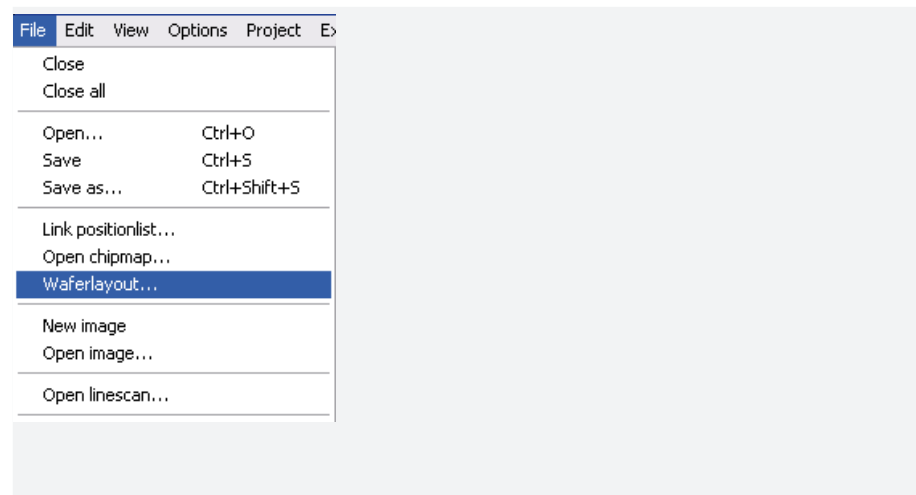 File Edit View Options Project Ex
Close
Close all
Open... Ctrl+O
Save Ctrl+S
Save as... Ctrl+Shift+S
Link positionlist...
Open chipmap...
Waferlayout...
New image
Open image...
Open linescan...